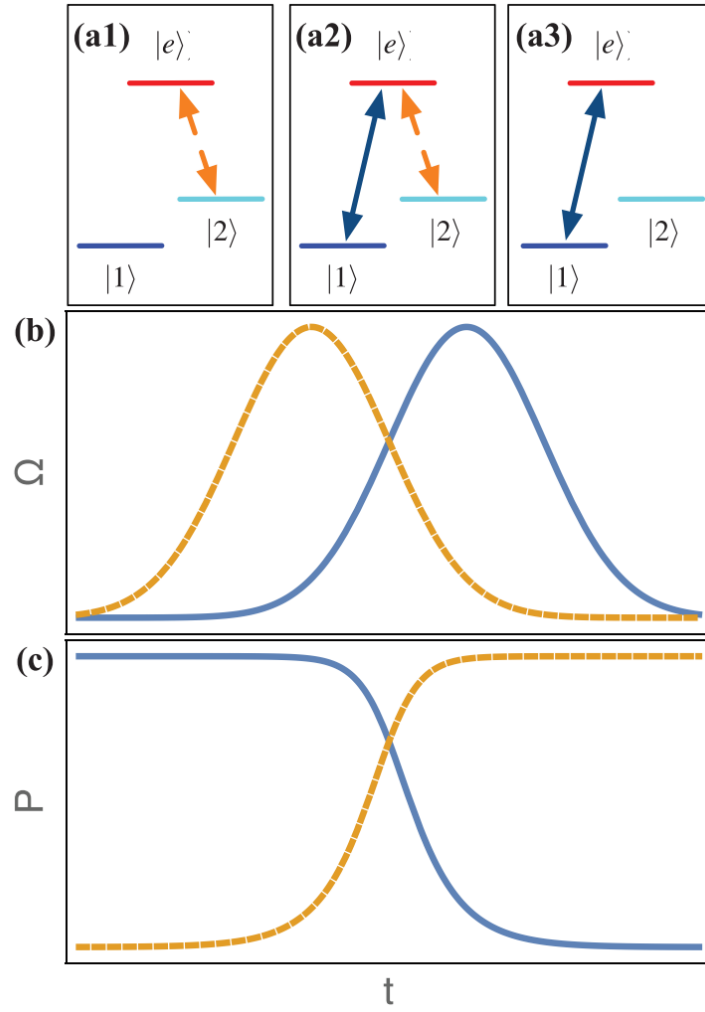 (a1)
|e⟩
|2⟩
|1⟩
(a2)
|e⟩
|2⟩
|1⟩
(a3)
|e⟩
|2⟩
|1⟩
(b)
Ω
(c)
P
t